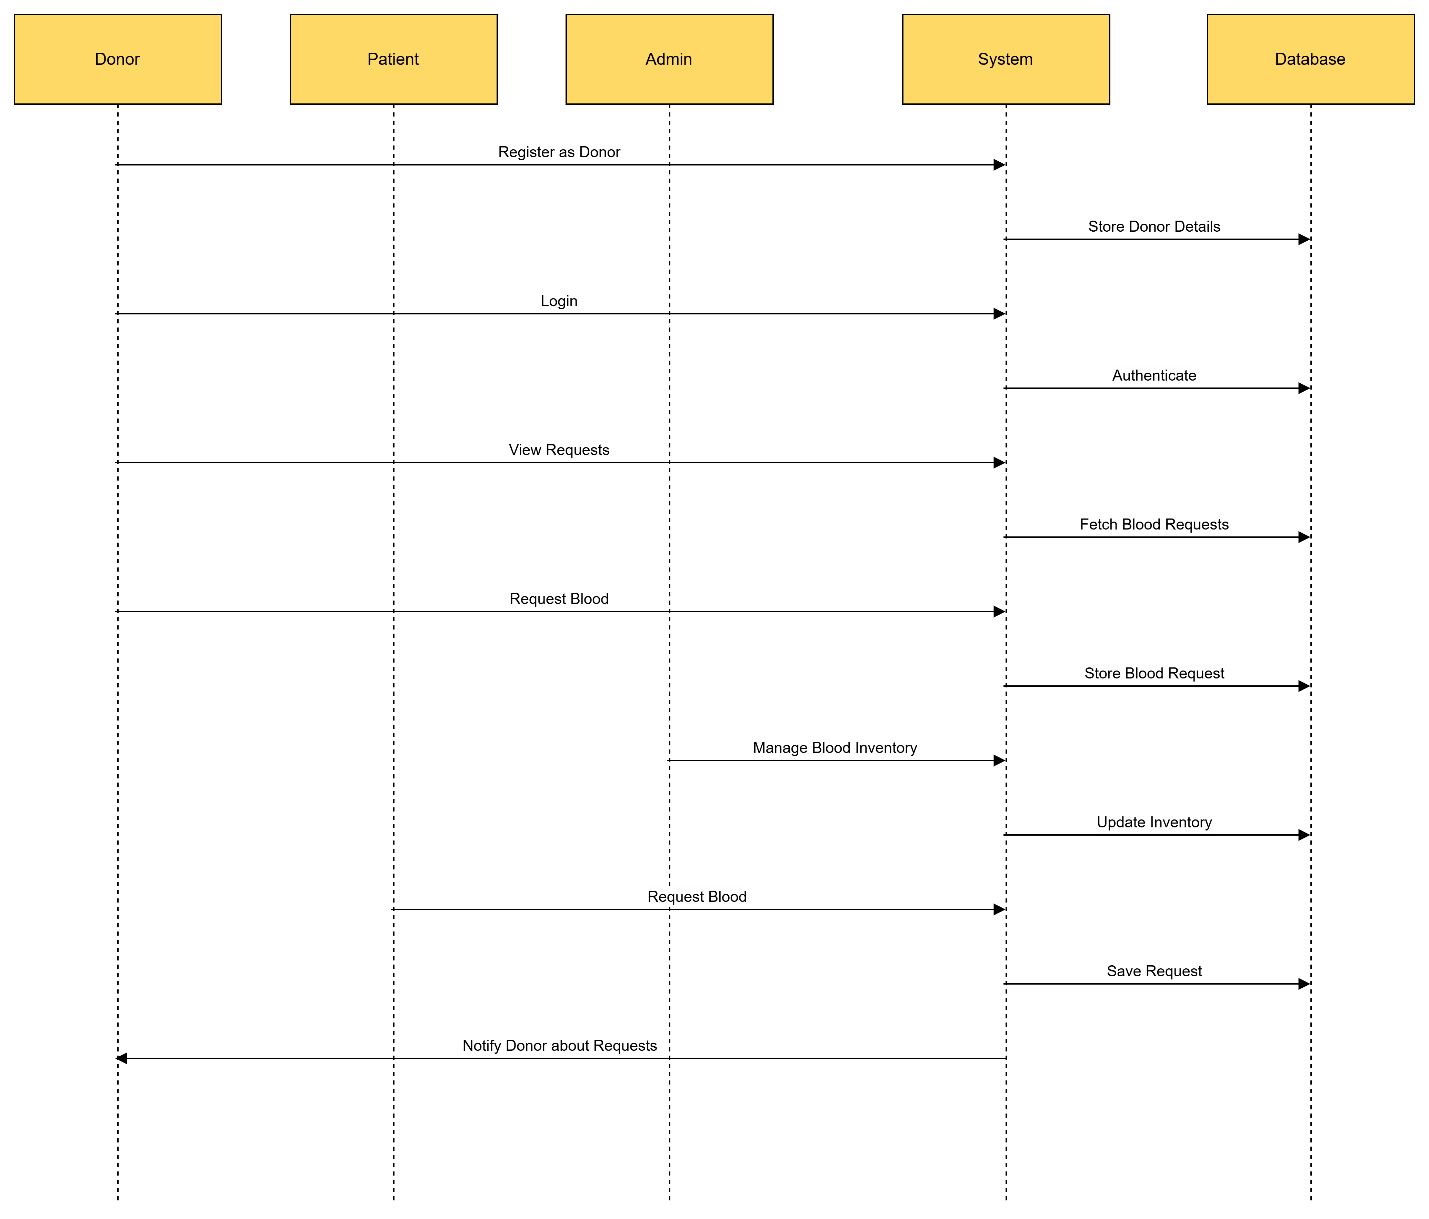 Donor
Patient
Admin
System
Database
Register as Donor
Store Donor Details
Login
Authenticate
View Requests
Fetch Blood Requests
Request Blood
Store Blood Request
Manage Blood Inventory
Update Inventory
Request Blood
Save Request
Notify Donor about Requests